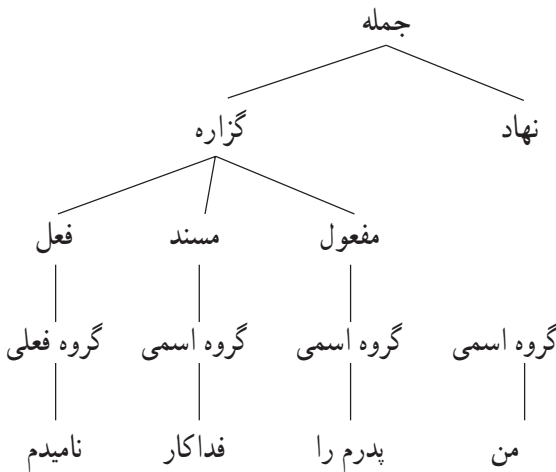 جمله
نهاد گزاره
مفعول مسند فعل
گروه اسمی گروه اسمی گروه اسمی گروه فعلی
من پدرم را فداکار نامیدم